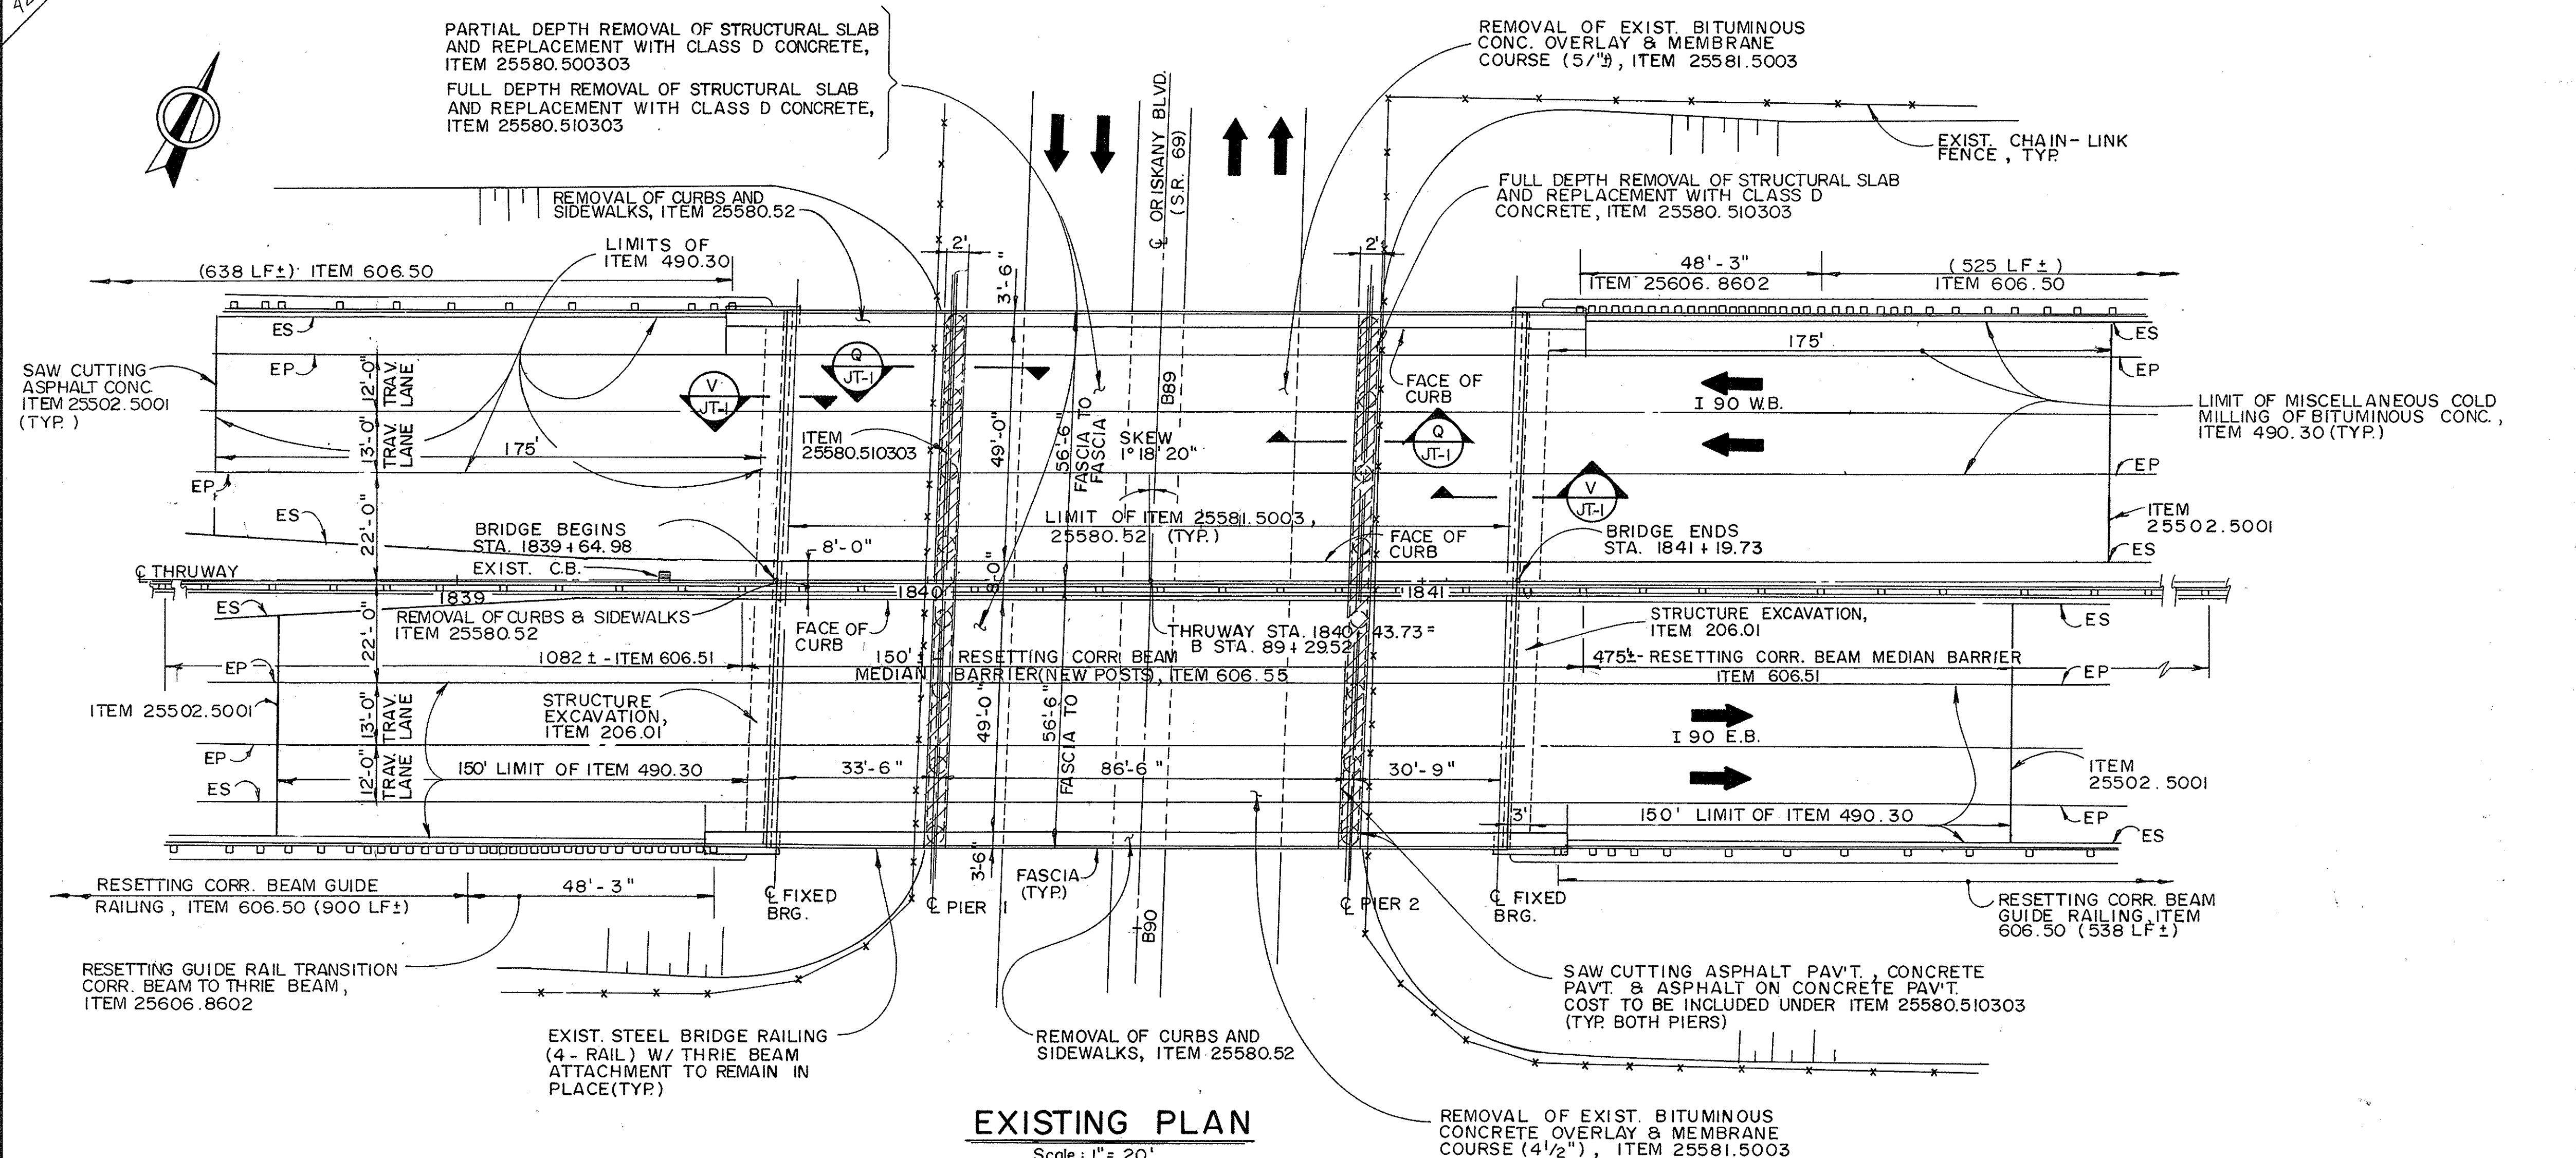 PARTIAL DEPTH REMOVAL OF STRUCTURAL SLAB
AND REPLACEMENT WITH CLASS D CONCRETE,
ITEM 25580.500303
FULL DEPTH REMOVAL OF STRUCTURAL SLAB
AND REPLACEMENT WITH CLASS D CONCRETE,
ITEM 25580.510303
REMOVAL OF EXIST. BITUMINOUS
CONC. OVERLAY & MEMBRANE
COURSE (5/"±), ITEM 25581.5003
℄ ORISKANY BLVD.
(S.R. 69)
EXIST. CHAIN-LINK
FENCE, TYP.
FULL DEPTH REMOVAL OF STRUCTURAL SLAB
AND REPLACEMENT WITH CLASS D
CONCRETE, ITEM 25580.510303
REMOVAL OF CURBS AND
SIDEWALKS, ITEM 25580.52
LIMITS OF
ITEM 490.30
(638 LF±) ITEM 606.50
2'
3'-6"
2'
48'-3"
ITEM 25606.8602
(525 LF±)
ITEM 606.50
ES
EP
SAW CUTTING
ASPHALT CONC.
ITEM 25502.5001
(TYP.)
12'-0"
TRAV.
LANE
13'-0"
TRAV.
LANE
175'
Q
JT-1
V
JT-1
ITEM
25580.510303
49'-0"
56'-6"
FASCIA TO
FASCIA
B89
SKEW
1°18'20"
FACE OF
CURB
Q
JT-1
V
JT-1
175'
I 90 W.B.
ES
EP
LIMIT OF MISCELLANEOUS COLD
MILLING OF BITUMINOUS CONC.,
ITEM 490.30 (TYP.)
EP
ITEM
25502.5001
ES
EP
ES
22'-0"
BRIDGE BEGINS
STA. 1839+64.98
EXIST. C.B.
8'-0"
LIMIT OF ITEM 25581.5003,
25580.52 (TYP.)
FACE OF
CURB
BRIDGE ENDS
STA. 1841+19.73
℄ THRUWAY
1839
1840
8'-0"
1841
ES
REMOVAL OF CURBS & SIDEWALKS
ITEM 25580.52
FACE OF
CURB
THRUWAY STA. 1840+43.73=
B STA. 89+29.52
STRUCTURE EXCAVATION,
ITEM 206.01
ES
22'-0"
EP
1082±-ITEM 606.51
150'± RESETTING CORR. BEAM
MEDIAN BARRIER(NEW POSTS), ITEM 606.55
475'±-RESETTING CORR. BEAM MEDIAN BARRIER
ITEM 606.51
EP
ITEM 25502.5001
13'-0"
TRAV.
LANE
STRUCTURE
EXCAVATION,
ITEM 206.01
49'-0"
56'-6"
FASCIA TO
I 90 E.B.
EP
ES
12'-0"
TRAV.
LANE
150' LIMIT OF ITEM 490.30
33'-6"
86'-6"
30'-9"
ITEM
25502.5001
3'
150' LIMIT OF ITEM 490.30
EP
ES
RESETTING CORR. BEAM GUIDE
RAILING, ITEM 606.50 (900 LF±)
48'-3"
℄ FIXED
BRG.
℄ PIER 1
3'-6"
FASCIA
(TYP.)
B90
℄ PIER 2
℄ FIXED
BRG.
RESETTING CORR. BEAM
GUIDE RAILING, ITEM
606.50 (538 LF±)
RESETTING GUIDE RAIL TRANSITION
CORR. BEAM TO THRIE BEAM,
ITEM 25606.8602
EXIST. STEEL BRIDGE RAILING
(4-RAIL) W/ THRIE BEAM
ATTACHMENT TO REMAIN IN
PLACE(TYP.)
REMOVAL OF CURBS AND
SIDEWALKS, ITEM 25580.52
SAW CUTTING ASPHALT PAV'T., CONCRETE
PAV'T. & ASPHALT ON CONCRETE PAV'T.
COST TO BE INCLUDED UNDER ITEM 25580.510303
(TYP. BOTH PIERS)
REMOVAL OF EXIST. BITUMINOUS
CONCRETE OVERLAY & MEMBRANE
COURSE (4 1/2"), ITEM 25581.5003
EXISTING PLAN
Scale: 1"= 20'